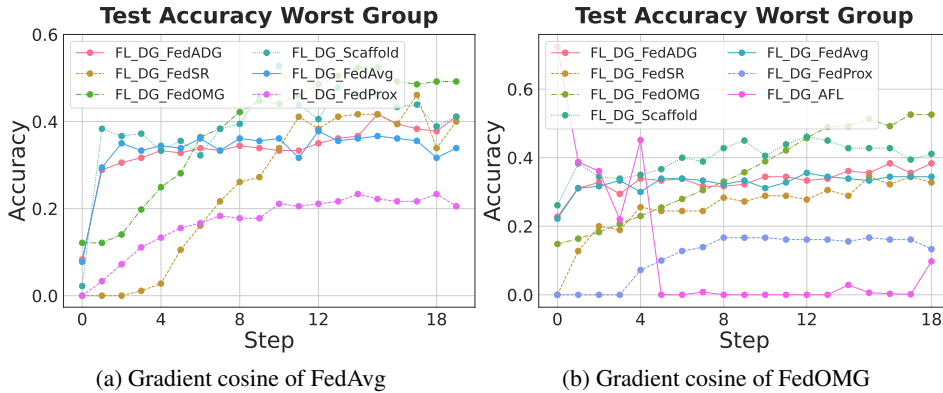 Test Accuracy Worst Group
FL_DG_FedADG
FL_DG_FedSR
FL_DG_FedOMG
FL_DG_Scaffold
FL_DG_FedAvg
FL_DG_FedProx
Accuracy
0.6
0.4
0.2
0.0
0 4 8 12 18
Step
(a) Gradient cosine of FedAvg
Test Accuracy Worst Group
FL_DG_FedADG
FL_DG_FedSR
FL_DG_FedOMG
FL_DG_Scaffold
FL_DG_FedAvg
FL_DG_FedProx
FL_DG_AFL
Accuracy
0.6
0.4
0.2
0.0
0 4 8 12 18
Step
(b) Gradient cosine of FedOMG